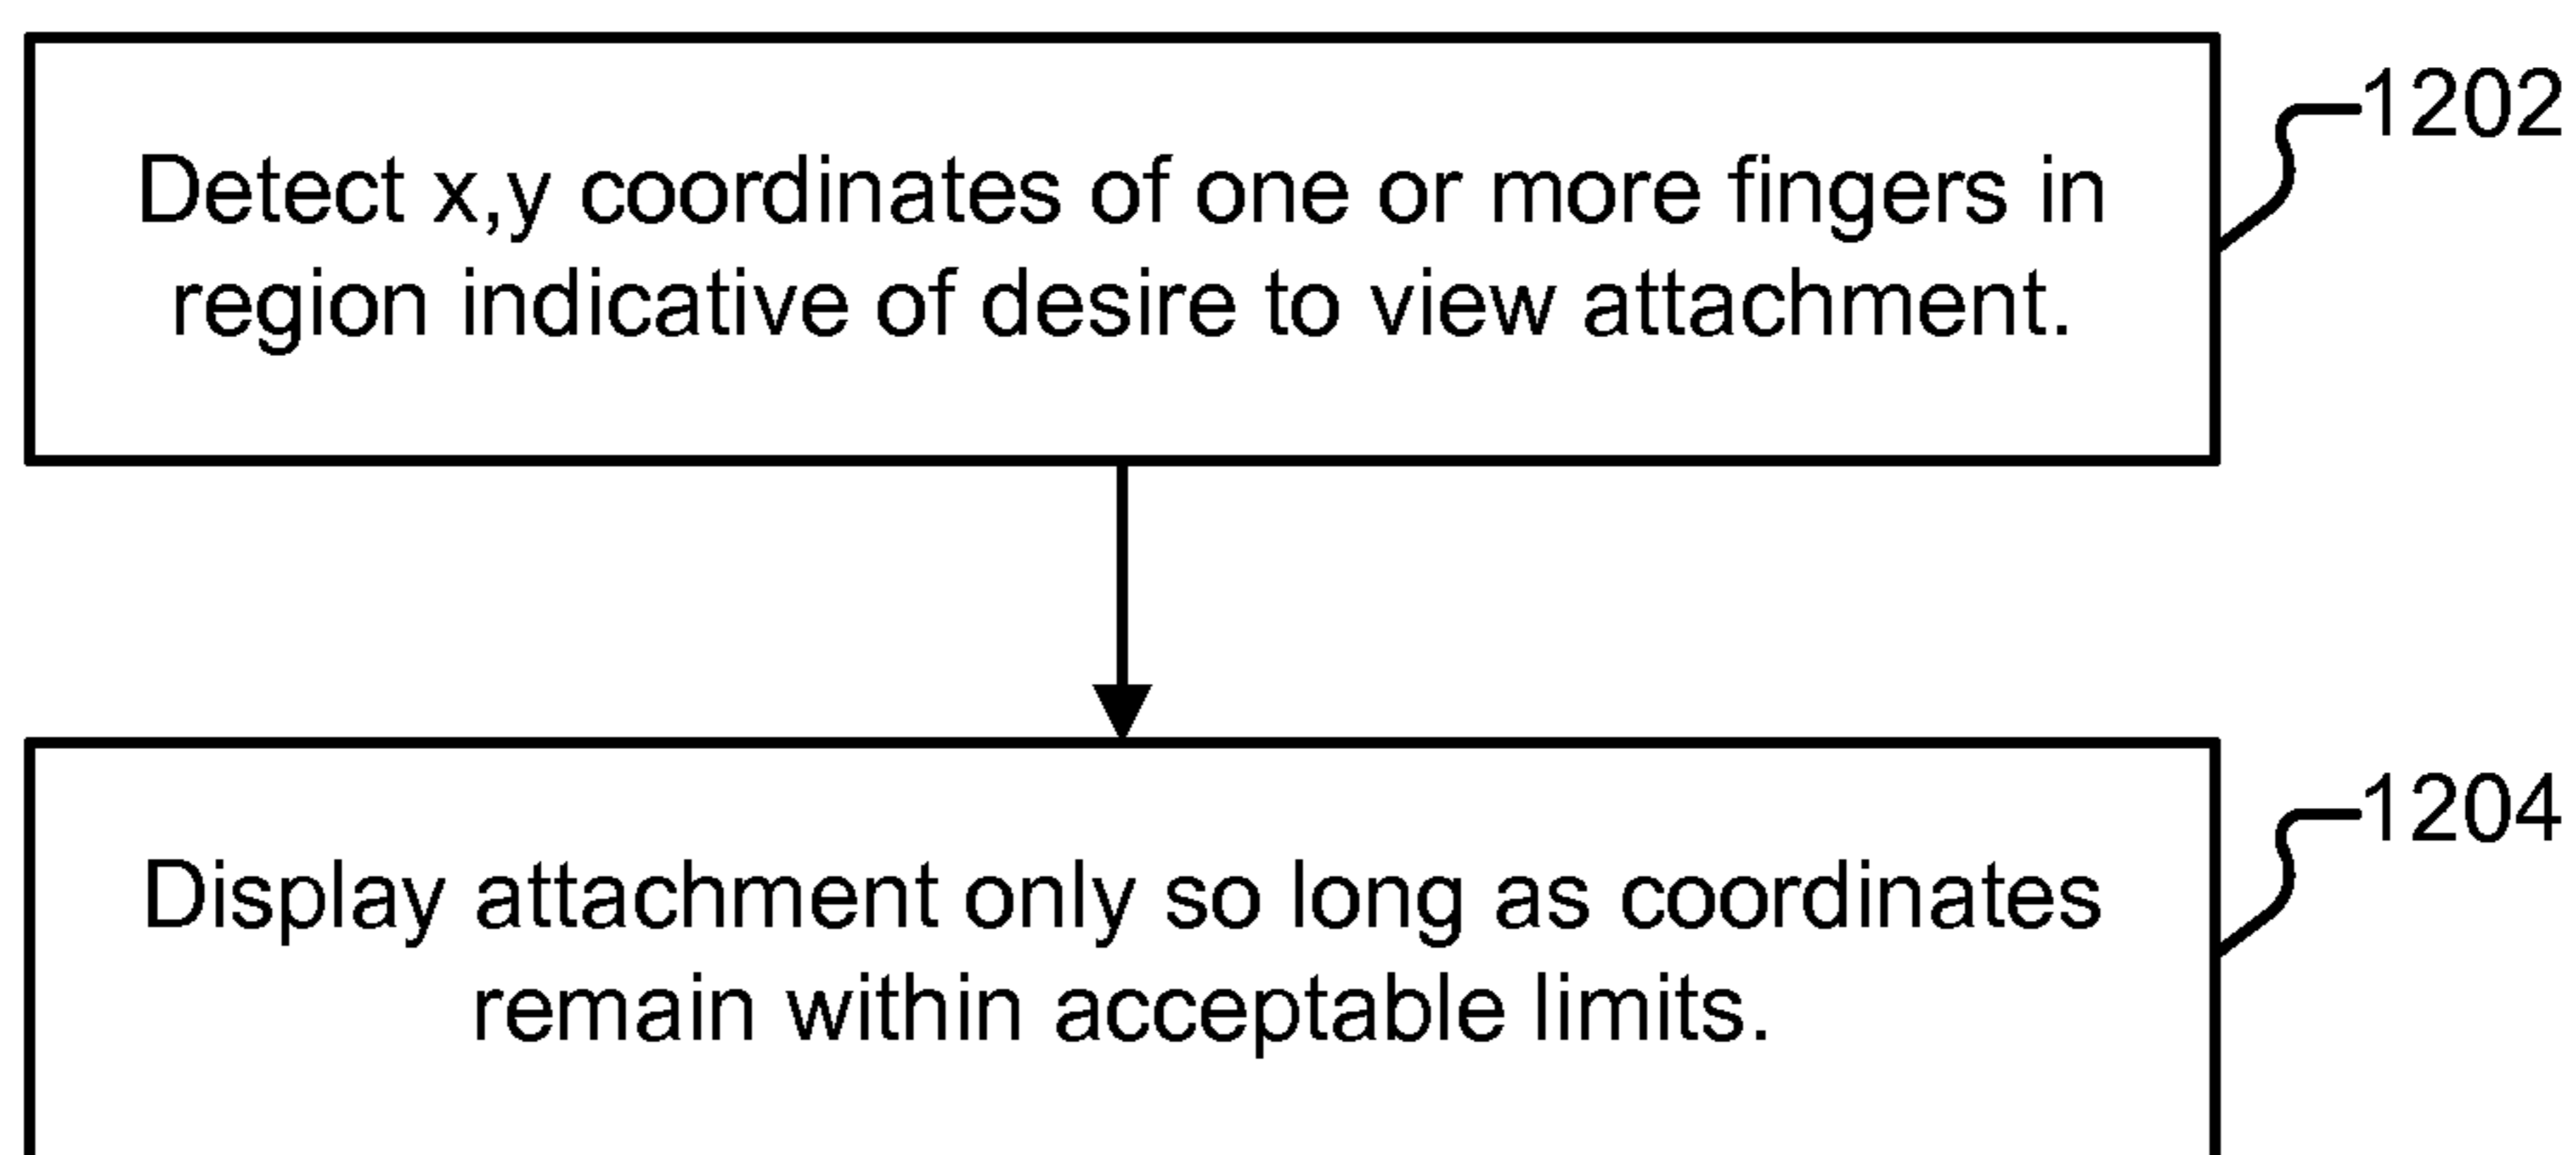 1202
Detect x,y coordinates of one or more fingers in
region indicative of desire to view attachment.
1204
Display attachment only so long as coordinates
remain within acceptable limits.